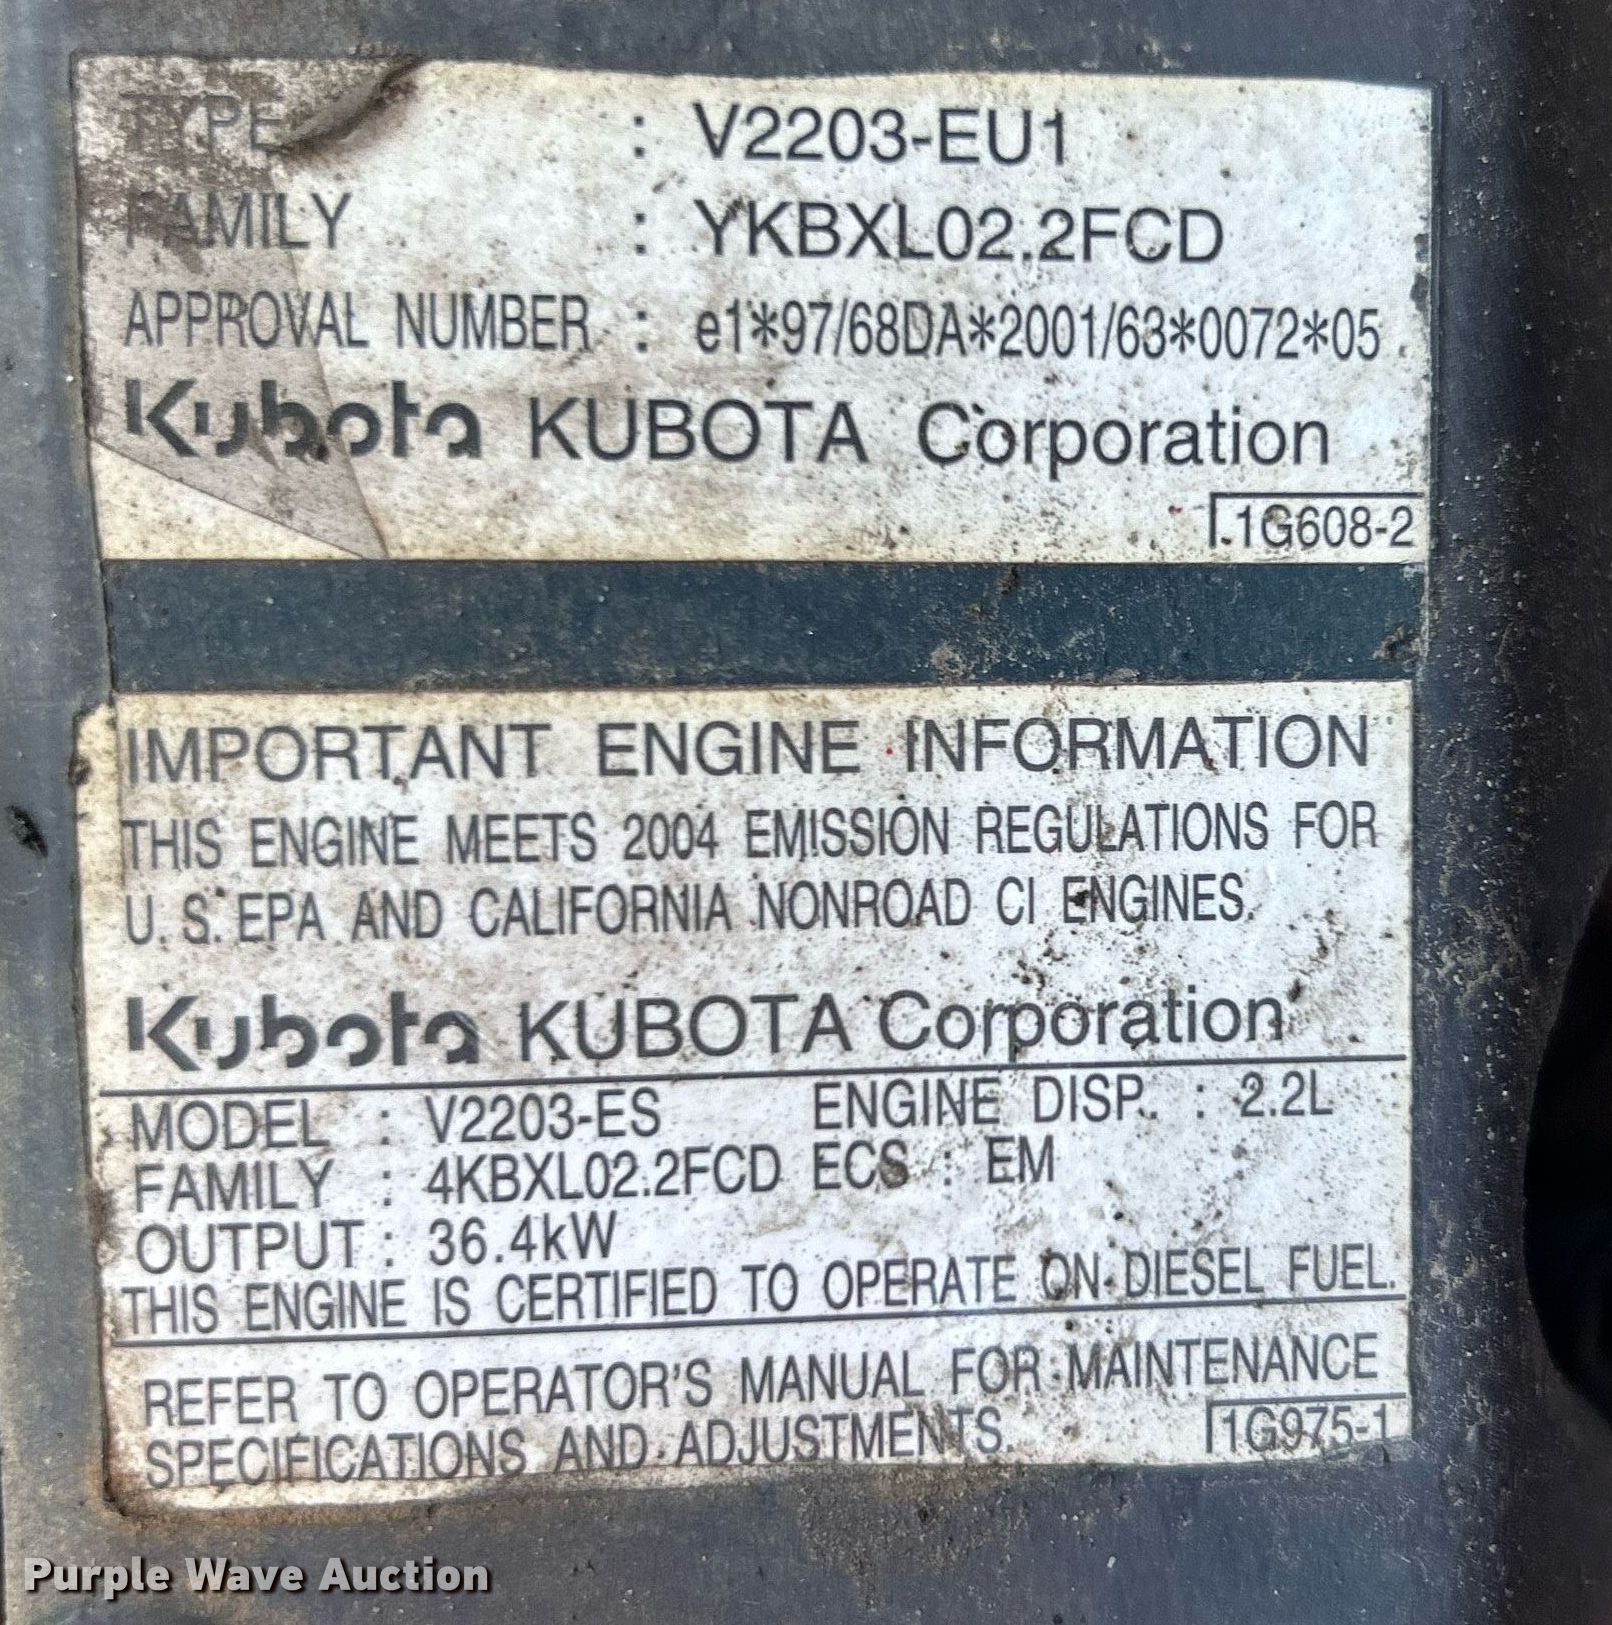 TYPE : V2203-EU1
FAMILY : YKBXL02.2FCD
APPROVAL NUMBER : e1*97/68DA*2001/63*0072*05
Kubota KUBOTA Corporation
1G608-2
IMPORTANT ENGINE INFORMATION
THIS ENGINE MEETS 2004 EMISSION REGULATIONS FOR
U. S. EPA AND CALIFORNIA NONROAD CI ENGINES.
Kubota KUBOTA Corporation
MODEL : V2203-ES ENGINE DISP. : 2.2L
FAMILY : 4KBXL02.2FCD ECS : EM
OUTPUT : 36.4kW
THIS ENGINE IS CERTIFIED TO OPERATE ON DIESEL FUEL.
REFER TO OPERATOR'S MANUAL FOR MAINTENANCE
SPECIFICATIONS AND ADJUSTMENTS.
1G975-1
Purple Wave Auction